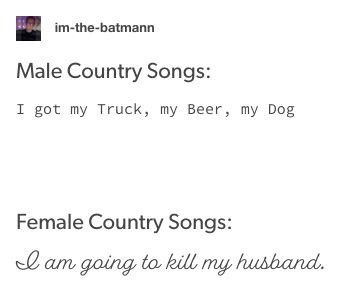 im-the-batmann
Male Country Songs:
I got my Truck, my Beer, my Dog
Female Country Songs:
I am going to kill my husband.